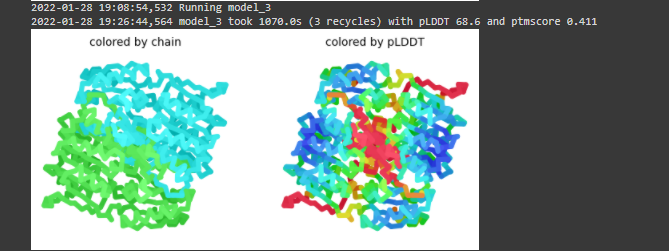 2022-01-28 19:08:54,532 Running model_3
2022-01-28 19:26:44,564 model_3 took 1070.0s (3 recycles) with pLDDT 68.6 and ptmscore 0.411
colored by chain
colored by pLDDT